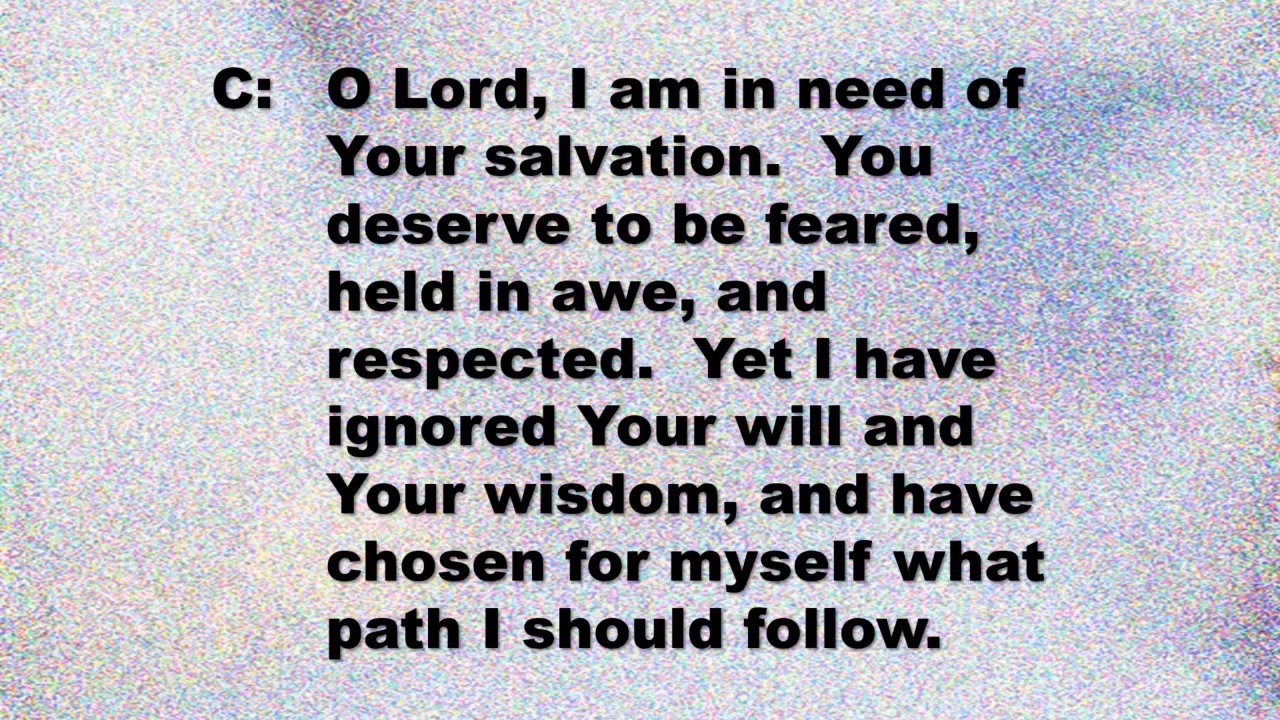 C: O Lord, I am in need of
Your salvation. You
deserve to be feared,
held in awe, and
respected. Yet I have
ignored Your will and
Your wisdom, and have
chosen for myself what
path I should follow.